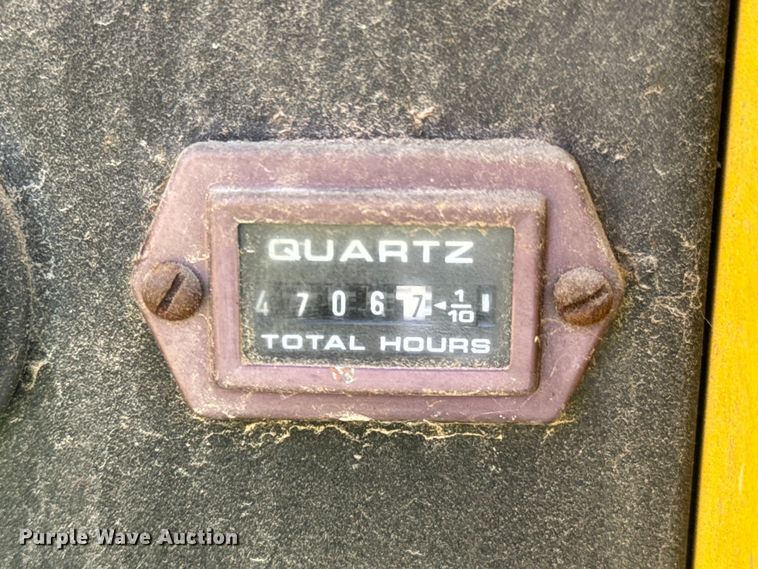 QUARTZ
4 7 0 6 7 ◄ 1/10
TOTAL HOURS
Purple Wave Auction